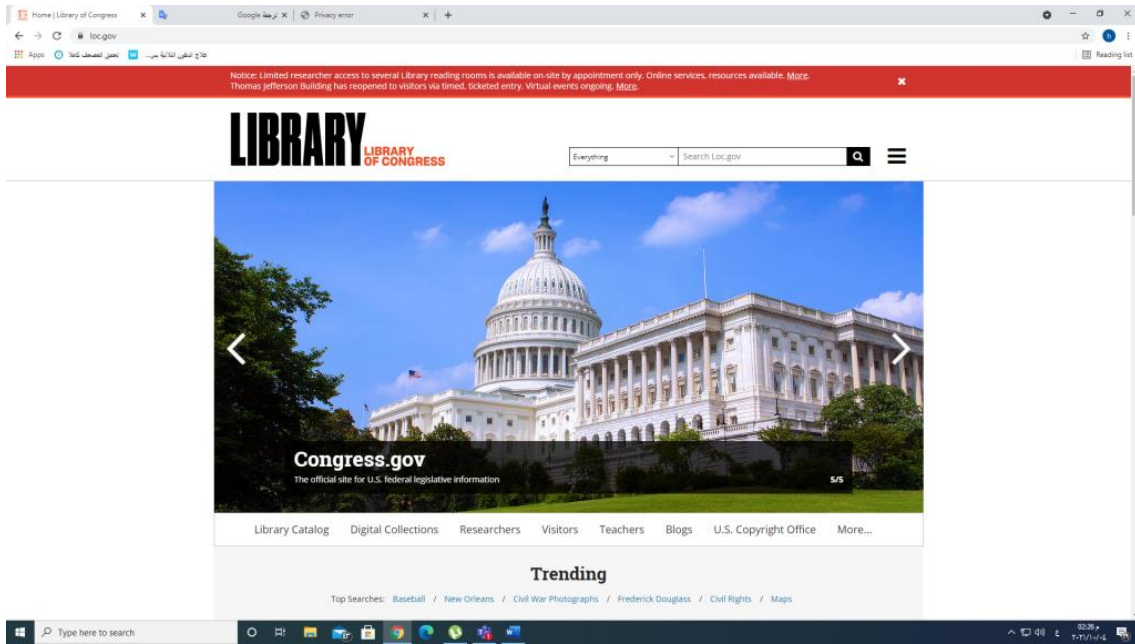 Home | Library of Congress
ترجمة Google
Privacy error
loc.gov
Apps
Reading list
Notice: Limited researcher access to several Library reading rooms is available on-site by appointment only. Online services, resources available. More.
Thomas Jefferson Building has reopened to visitors via timed, ticketed entry. Virtual events ongoing. More.
LIBRARY
LIBRARY
OF CONGRESS
Everything
Search Loc.gov
Congress.gov
The official site for U.S. federal legislative information
5/5
Library Catalog Digital Collections Researchers Visitors Teachers Blogs U.S. Copyright Office More...
Trending
Top Searches: Baseball / New Orleans / Civil War Photographs / Frederick Douglass / Civil Rights / Maps
Type here to search
ع
02:28 م